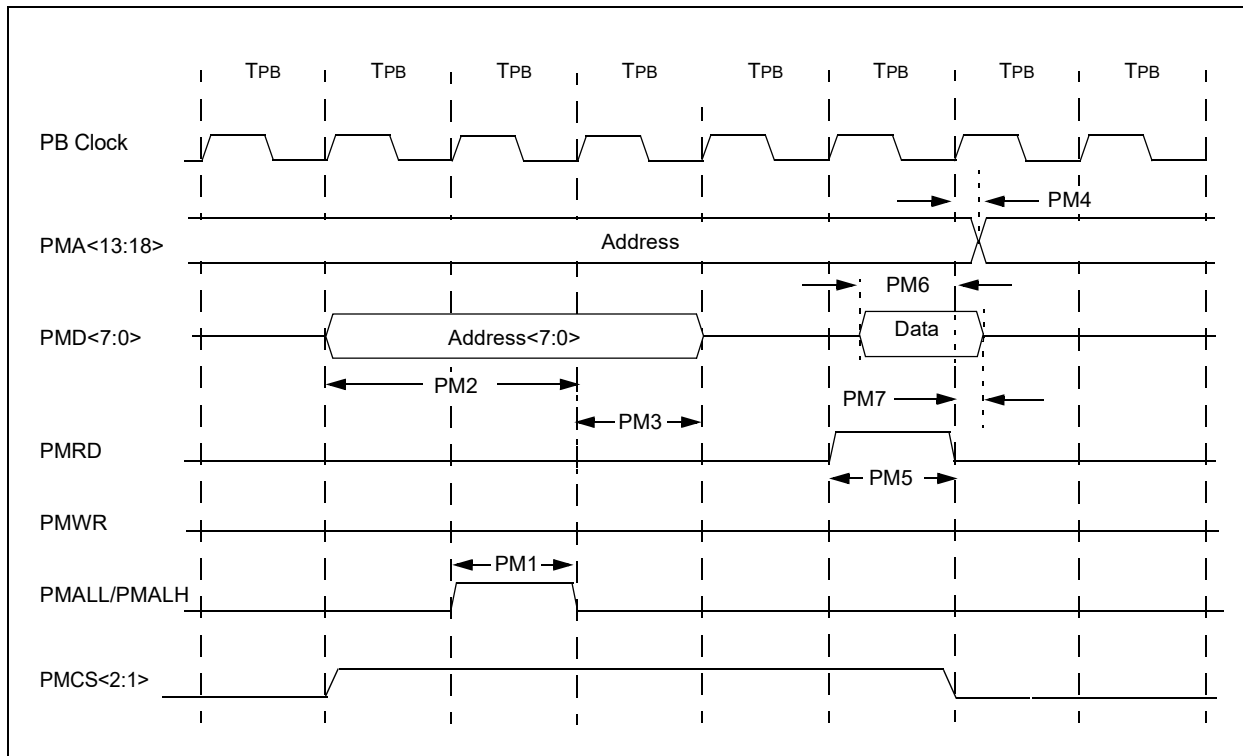 TPB TPB TPB TPB TPB TPB TPB TPB
PB Clock
PM4
PMA<13:18>
Address
PM6
PMD<7:0>
Address<7:0>
Data
PM2
PM7
PM3
PMRD
PM5
PMWR
PM1
PMALL/PMALH
PMCS<2:1>